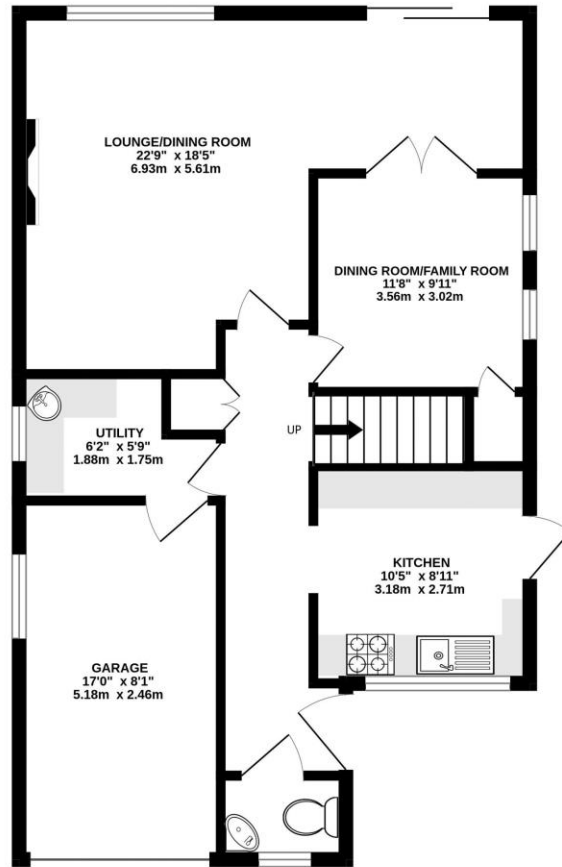 LOUNGE/DINING ROOM
22'9" x 18'5"
6.93m x 5.61m
DINING ROOM/FAMILY ROOM
11'8" x 9'11"
3.56m x 3.02m
UP
UTILITY
6'2" x 5'9"
1.88m x 1.75m
KITCHEN
10'5" x 8'11"
3.18m x 2.71m
GARAGE
17'0" x 8'1"
5.18m x 2.46m